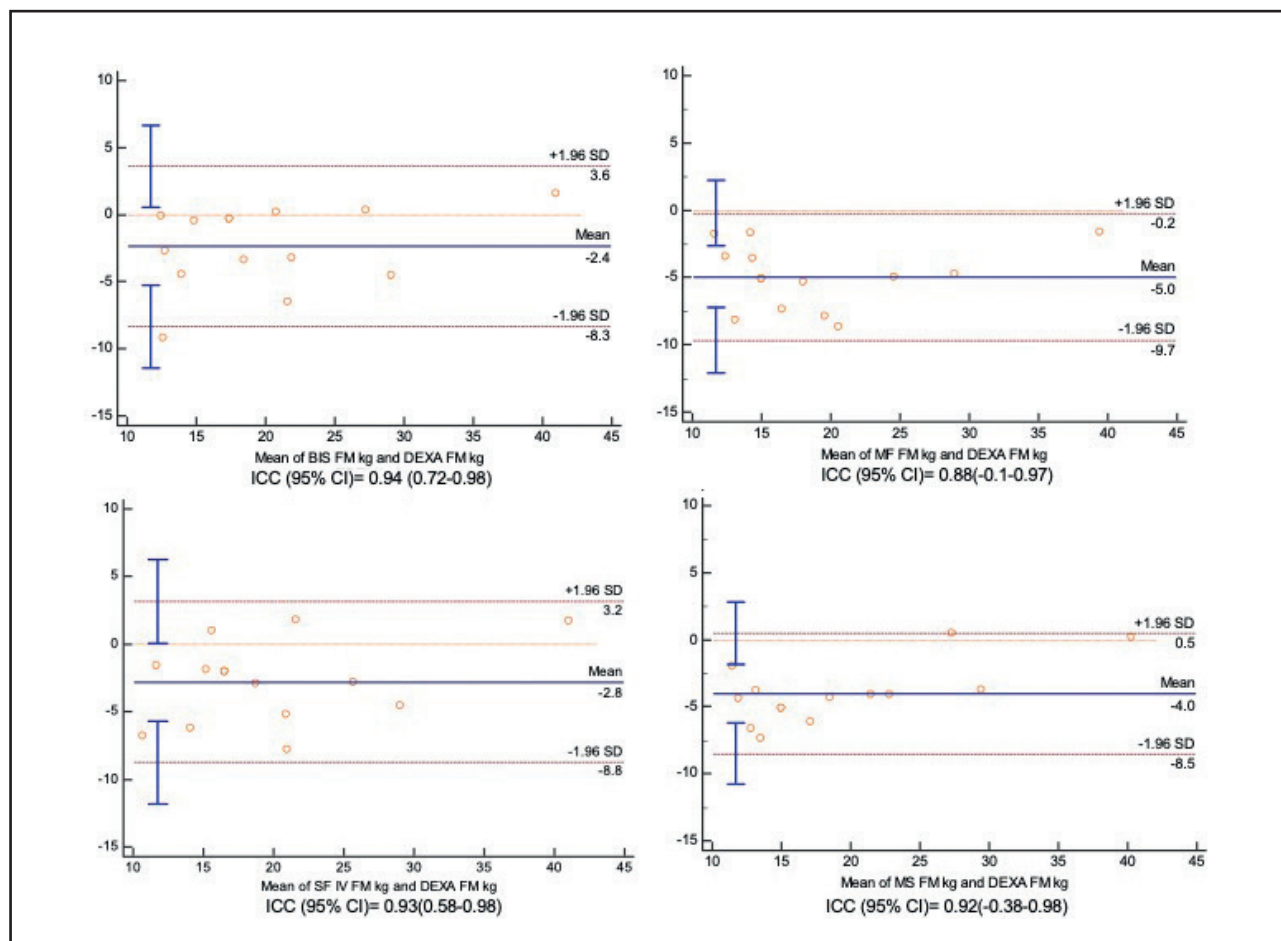 10
5
0
-5
-10
-15
+1.96 SD
3.6
Mean
-2.4
-1.96 SD
-8.3
10 15 20 25 30 35 40 45
Mean of BIS FM kg and DEXA FM kg
ICC (95% CI)= 0.94 (0.72-0.98)
10
5
0
-5
-10
-15
+1.96 SD
-0.2
Mean
-5.0
-1.96 SD
-9.7
10 15 20 25 30 35 40 45
Mean of MF FM kg and DEXA FM kg
ICC (95% CI)= 0.88(-0.1-0.97)
10
5
0
-5
-10
-15
+1.96 SD
3.2
Mean
-2.8
-1.96 SD
-8.8
10 15 20 25 30 35 40 45
Mean of SF IV FM kg and DEXA FM kg
ICC (95% CI)= 0.93(0.58-0.98)
10
5
0
-5
-10
-15
+1.96 SD
0.5
Mean
-4.0
-1.96 SD
-8.5
10 15 20 25 30 35 40 45
Mean of MS FM kg and DEXA FM kg
ICC (95% CI)= 0.92(-0.38-0.98)